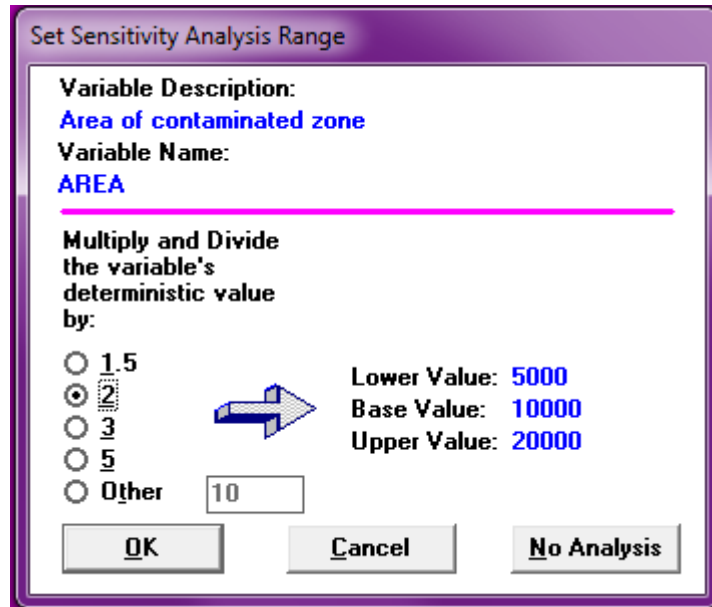 Set Sensitivity Analysis Range
Variable Description:
Area of contaminated zone
Variable Name:
AREA
Multiply and Divide
the variable's
deterministic value
by:
1.5
2
3
5
Other 10
Lower Value: 5000
Base Value: 10000
Upper Value: 20000
OK Cancel No Analysis